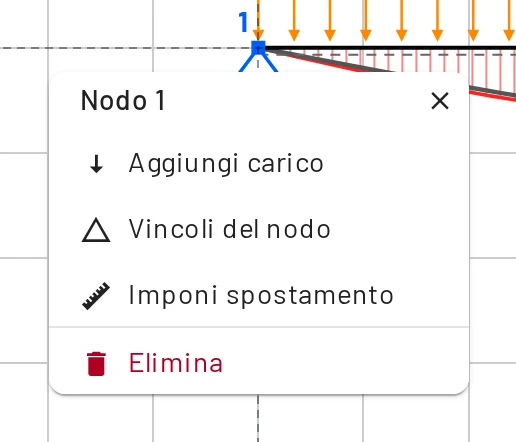 1
Nodo 1
Aggiungi carico
Vincoli del nodo
Imponi spostamento
Elimina